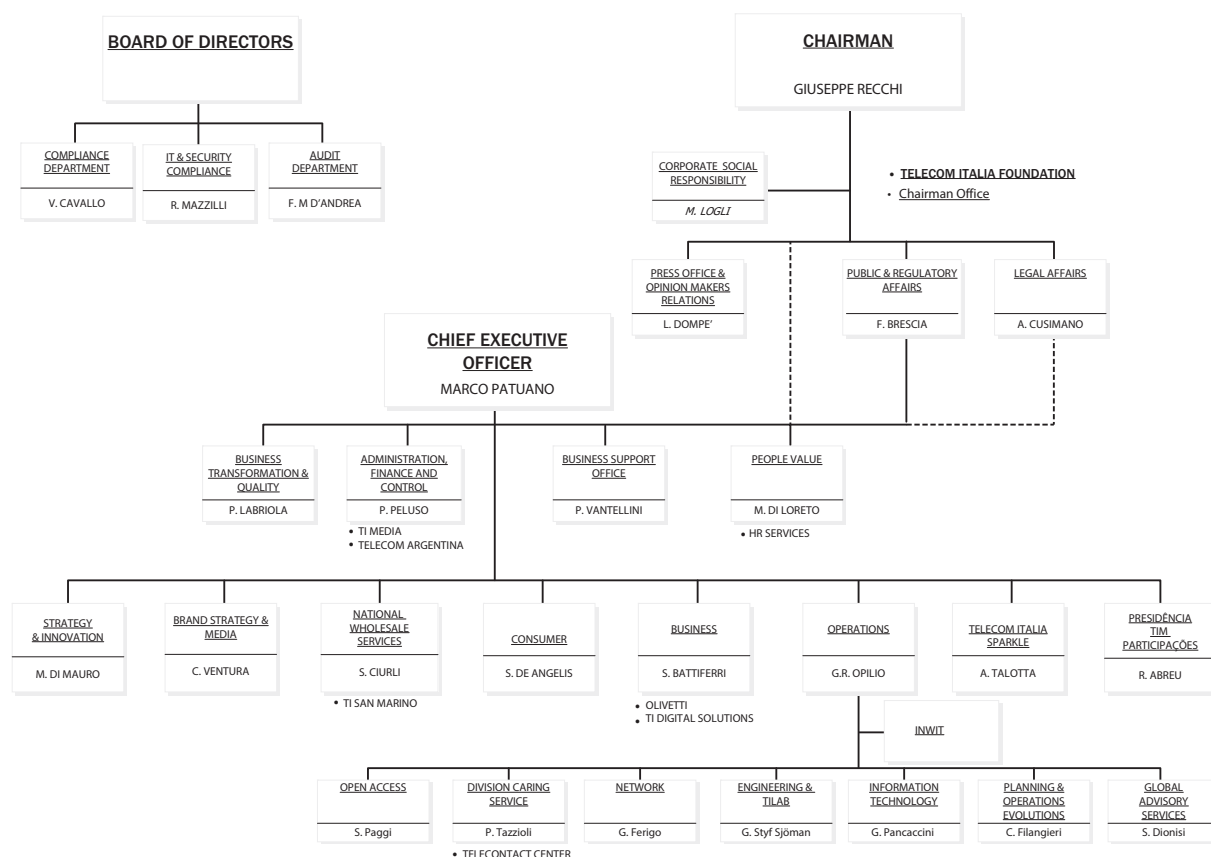 BOARD OF DIRECTORS
COMPLIANCE
DEPARTMENT
V. CAVALLO
IT & SECURITY
COMPLIANCE
R. MAZZILLI
AUDIT
DEPARTMENT
F. M D'ANDREA
CHAIRMAN
GIUSEPPE RECCHI
CORPORATE SOCIAL
RESPONSIBILITY
M. LOGLI
• TELECOM ITALIA FOUNDATION
• Chairman Office
PRESS OFFICE &
OPINION MAKERS
RELATIONS
L. DOMPE'
PUBLIC & REGULATORY
AFFAIRS
F. BRESCIA
LEGAL AFFAIRS
A. CUSIMANO
CHIEF EXECUTIVE
OFFICER
MARCO PATUANO
BUSINESS
TRANSFORMATION &
QUALITY
P. LABRIOLA
ADMINISTRATION,
FINANCE AND
CONTROL
P. PELUSO
• TI MEDIA
• TELECOM ARGENTINA
BUSINESS SUPPORT
OFFICE
P. VANTELLINI
PEOPLE VALUE
M. DI LORETO
• HR SERVICES
STRATEGY
& INNOVATION
M. DI MAURO
BRAND STRATEGY &
MEDIA
C. VENTURA
NATIONAL
WHOLESALE
SERVICES
S. CIURLI
• TI SAN MARINO
CONSUMER
S. DE ANGELIS
BUSINESS
S. BATTIFERRI
• OLIVETTI
• TI DIGITAL SOLUTIONS
OPERATIONS
G.R. OPILIO
TELECOM ITALIA
SPARKLE
A. TALOTTA
PRESIDÊNCIA
TIM
PARTICIPAÇÕES
R. ABREU
INWIT
OPEN ACCESS
S. Paggi
DIVISION CARING
SERVICE
P. Tazzioli
• TELECONTACT CENTER
NETWORK
G. Ferigo
ENGINEERING &
TILAB
G. Styf Sjöman
INFORMATION
TECHNOLOGY
G. Pancaccini
PLANNING &
OPERATIONS
EVOLUTIONS
C. Filangieri
GLOBAL
ADVISORY
SERVICES
S. Dionisi